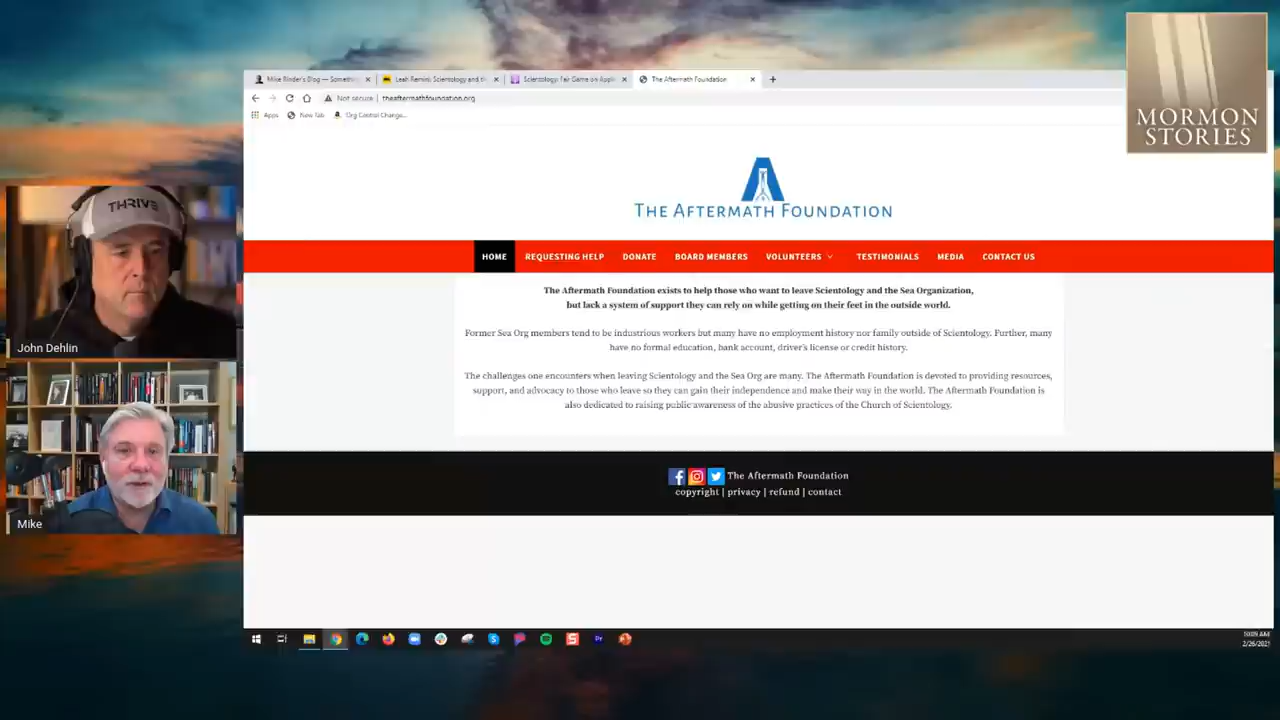 MORMON
STORIES
Mike Rinder's Blog — Somethi
Leah Remini: Scientology and th
Scientology: Fair Game on Apple
The Aftermath Foundation
Not secure | theaftermathfoundation.org
Apps
New Tab
Org Control Change...
THRIVE
THE AFTERMATH FOUNDATION
HOME REQUESTING HELP DONATE BOARD MEMBERS VOLUNTEERS TESTIMONIALS MEDIA CONTACT US
The Aftermath Foundation exists to help those who want to leave Scientology and the Sea Organization,
but lack a system of support they can rely on while getting on their feet in the outside world.
Former Sea Org members tend to be industrious workers but many have no employment history nor family outside of Scientology. Further, many
have no formal education, bank account, driver's license or credit history.
The challenges one encounters when leaving Scientology and the Sea Org are many. The Aftermath Foundation is devoted to providing resources,
support, and advocacy to those who leave so they can gain their independence and make their way in the world. The Aftermath Foundation is
also dedicated to raising public awareness of the abusive practices of the Church of Scientology.
John Dehlin
Mike
The Aftermath Foundation
copyright | privacy | refund | contact